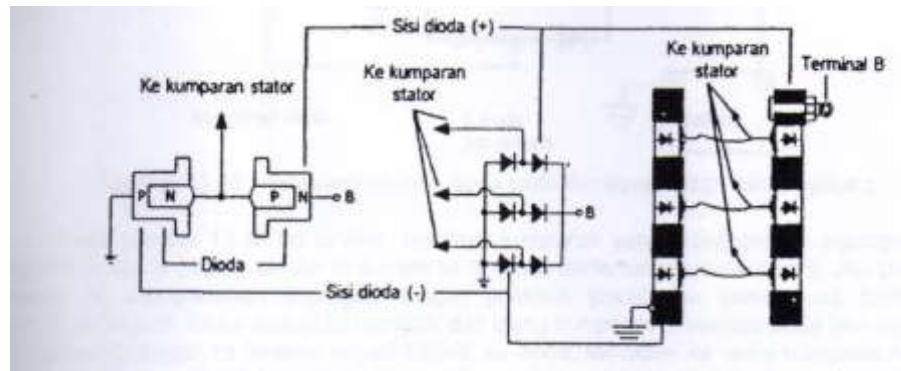 Sisi dioda (+)
Ke kumparan stator
Ke kumparan
stator
Ke kumparan
stator
Terminal B
P
N
P
N
B
B
Dioda
Sisi dioda (-)